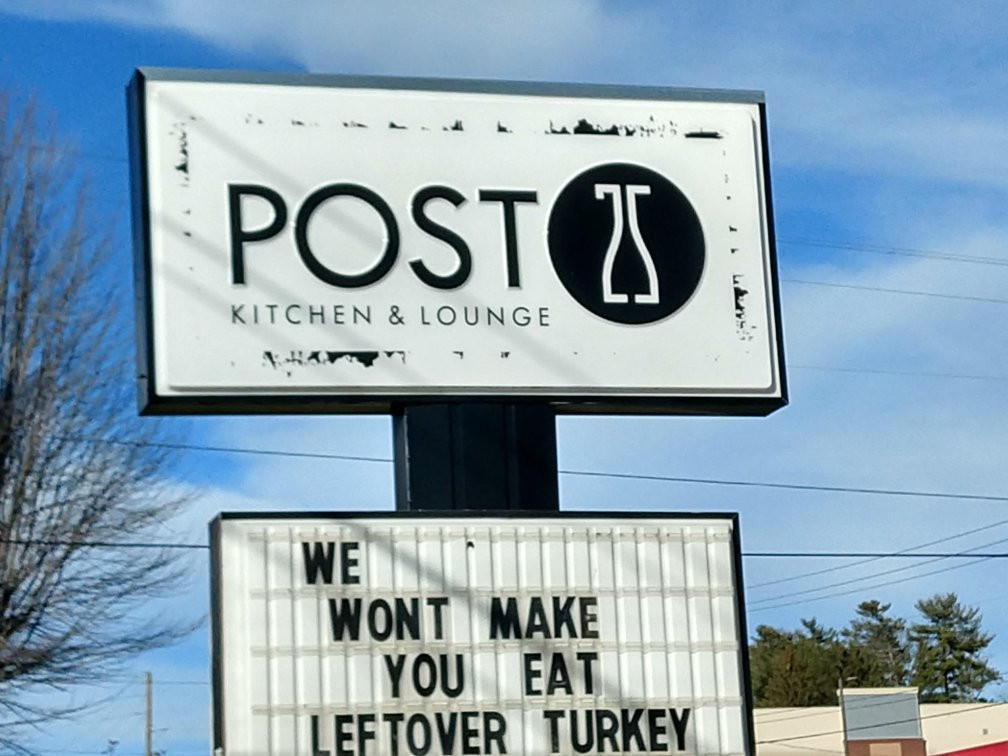 POST 25
KITCHEN & LOUNGE
WE
WONT MAKE
YOU EAT
LEFTOVER TURKEY